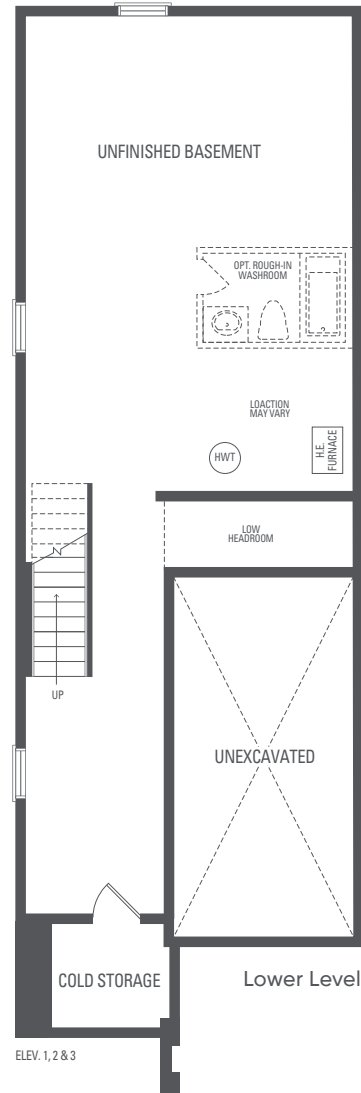 UNFINISHED BASEMENT
OPT. ROUGH-IN
WASHROOM
LOACTION
MAY VARY
HWT
H.E.
FURNACE
LOW
HEADROOM
UP
UNEXCAVATED
COLD STORAGE
Lower Level
ELEV. 1, 2 & 3